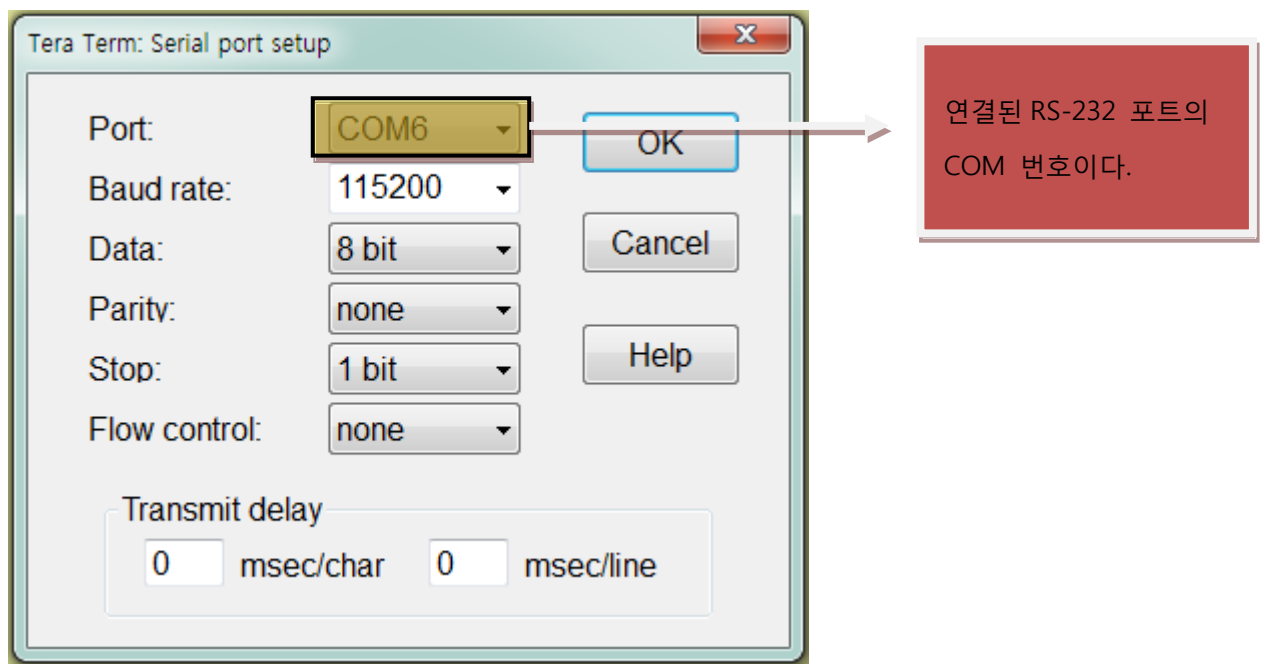 Tera Term: Serial port setup
Port: COM6 OK
Baud rate: 115200
Data: 8 bit Cancel
Parity: none
Stop: 1 bit Help
Flow control: none
Transmit delay
0 msec/char 0 msec/line
연결된 RS-232 포트의
COM 번호이다.